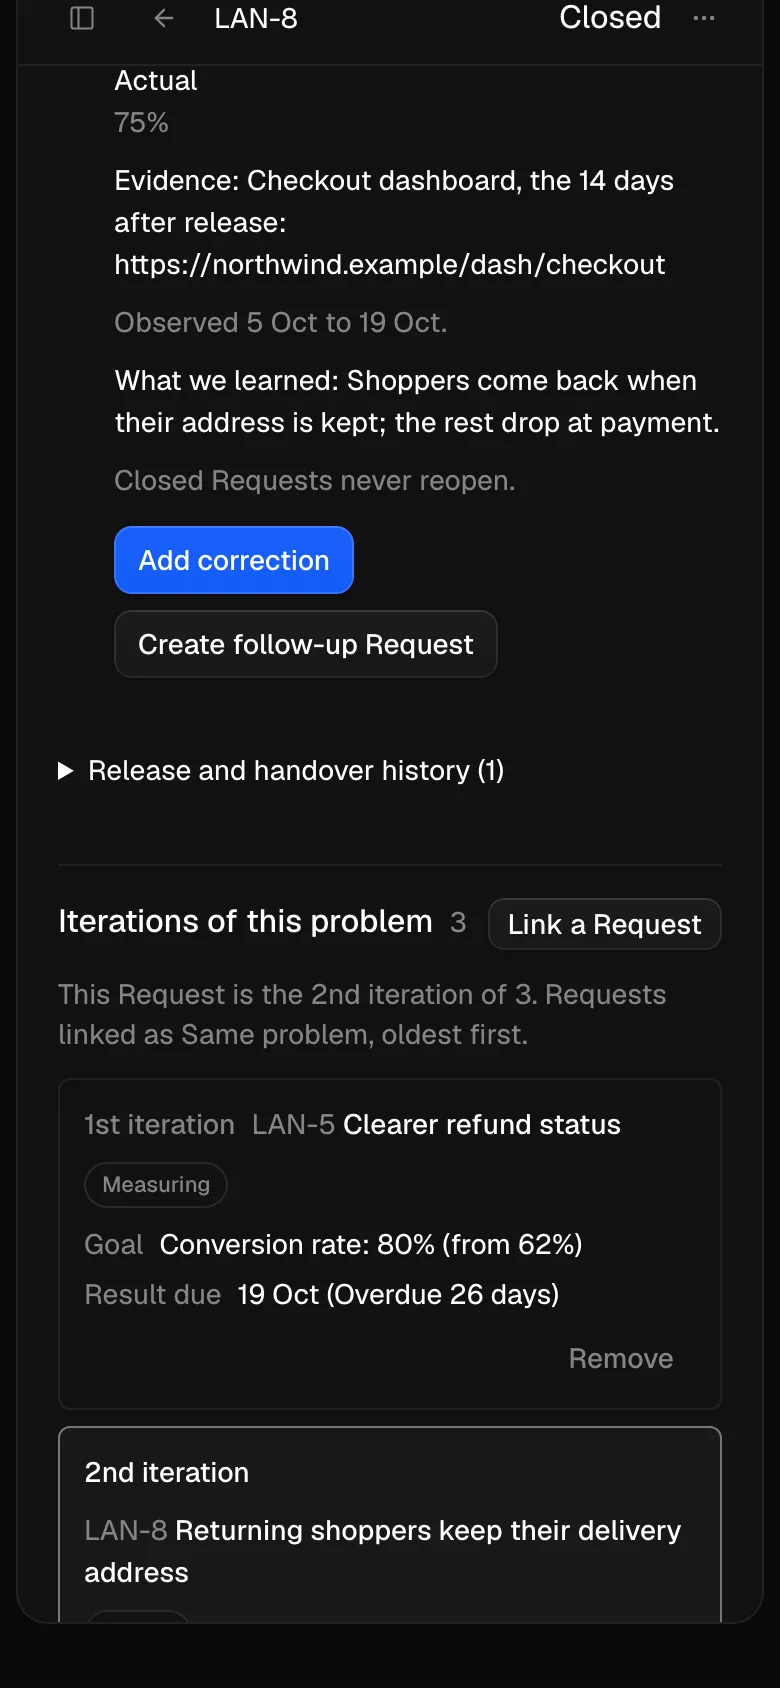 LAN-8
Closed
Actual
75%
Evidence: Checkout dashboard, the 14 days
after release:
https://northwind.example/dash/checkout
Observed 5 Oct to 19 Oct.
What we learned: Shoppers come back when
their address is kept; the rest drop at payment.
Closed Requests never reopen.
Add correction
Create follow-up Request
Release and handover history (1)
Iterations of this problem 3
Link a Request
This Request is the 2nd iteration of 3. Requests
linked as Same problem, oldest first.
1st iteration LAN-5 Clearer refund status
Measuring
Goal Conversion rate: 80% (from 62%)
Result due 19 Oct (Overdue 26 days)
Remove
2nd iteration
LAN-8 Returning shoppers keep their delivery
address